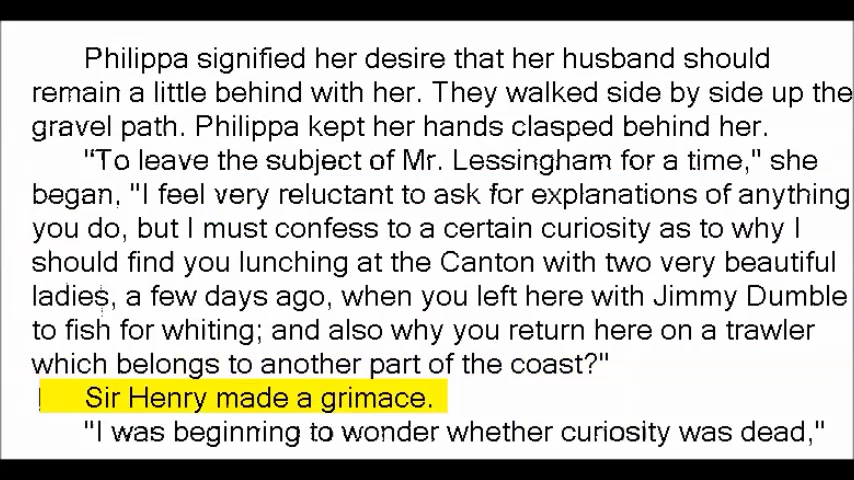 Philippa signified her desire that her husband should
remain a little behind with her. They walked side by side up the
gravel path. Philippa kept her hands clasped behind her.
"To leave the subject of Mr. Lessingham for a time," she
began, "I feel very reluctant to ask for explanations of anything
you do, but I must confess to a certain curiosity as to why I
should find you lunching at the Canton with two very beautiful
ladies, a few days ago, when you left here with Jimmy Dumble
to fish for whiting; and also why you return here on a trawler
which belongs to another part of the coast?"
Sir Henry made a grimace.
"I was beginning to wonder whether curiosity was dead,"